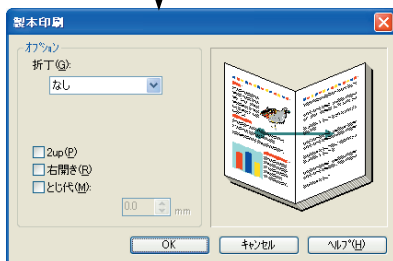 製本印刷
オプション
折丁(G):
なし
2up(P)
右開き(R)
とじ代(M):
0.0 mm
OK キャンセル ヘルプ(H)